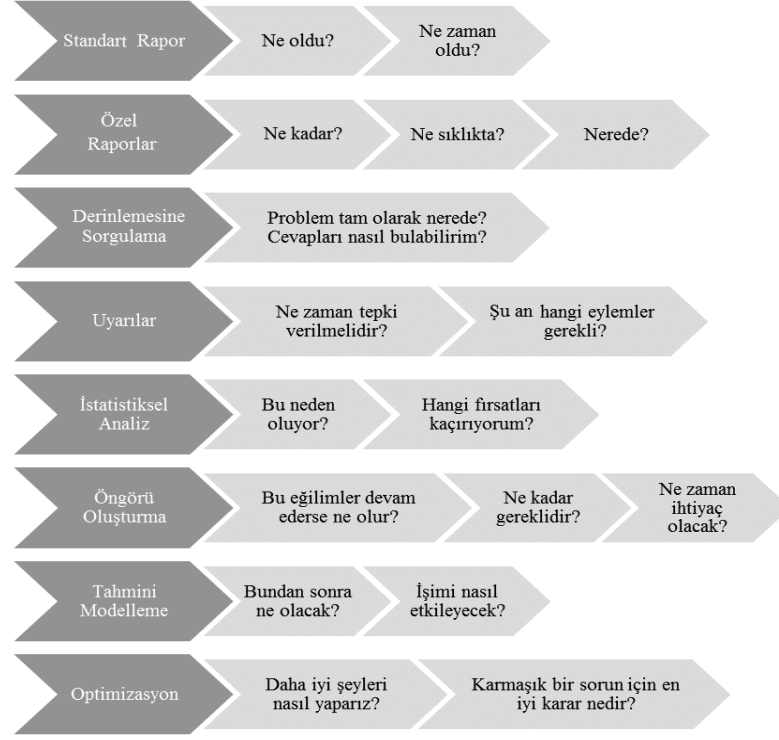 Standart Rapor
Ne oldu?
Ne zaman
oldu?
Özel
Raporlar
Ne kadar?
Ne sıklıkta?
Nerede?
Derinlemesine
Sorgulama
Problem tam olarak nerede?
Cevapları nasıl bulabilirim?
Uyarılar
Ne zaman tepki
verilmelidir?
Şu an hangi eylemler
gerekli?
İstatistiksel
Analiz
Bu neden
oluyor?
Hangi fırsatları
kaçırıyorum?
Öngörü
Oluşturma
Bu eğilimler devam
ederse ne olur?
Ne kadar
gereklidir?
Ne zaman
ihtiyaç
olacak?
Tahmini
Modelleme
Bundan sonra
ne olacak?
İşimi nasıl
etkileyecek?
Optimizasyon
Daha iyi şeyleri
nasıl yaparız?
Karmaşık bir sorun için en
iyi karar nedir?